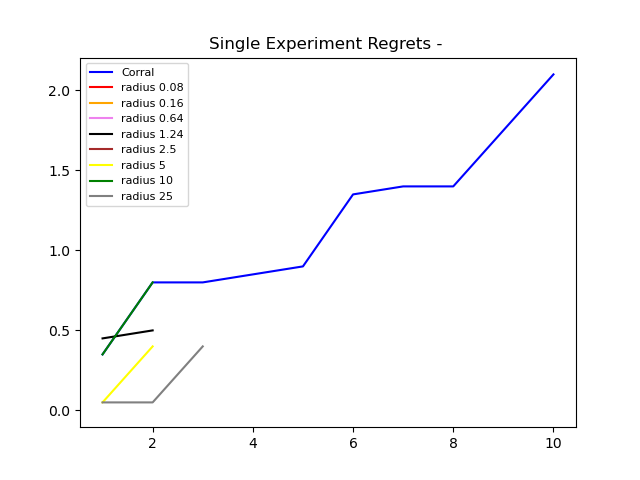 Single Experiment Regrets -
Corral
radius 0.08
radius 0.16
radius 0.64
radius 1.24
radius 2.5
radius 5
radius 10
radius 25
2.0
1.5
1.0
0.5
0.0
2 4 6 8 10